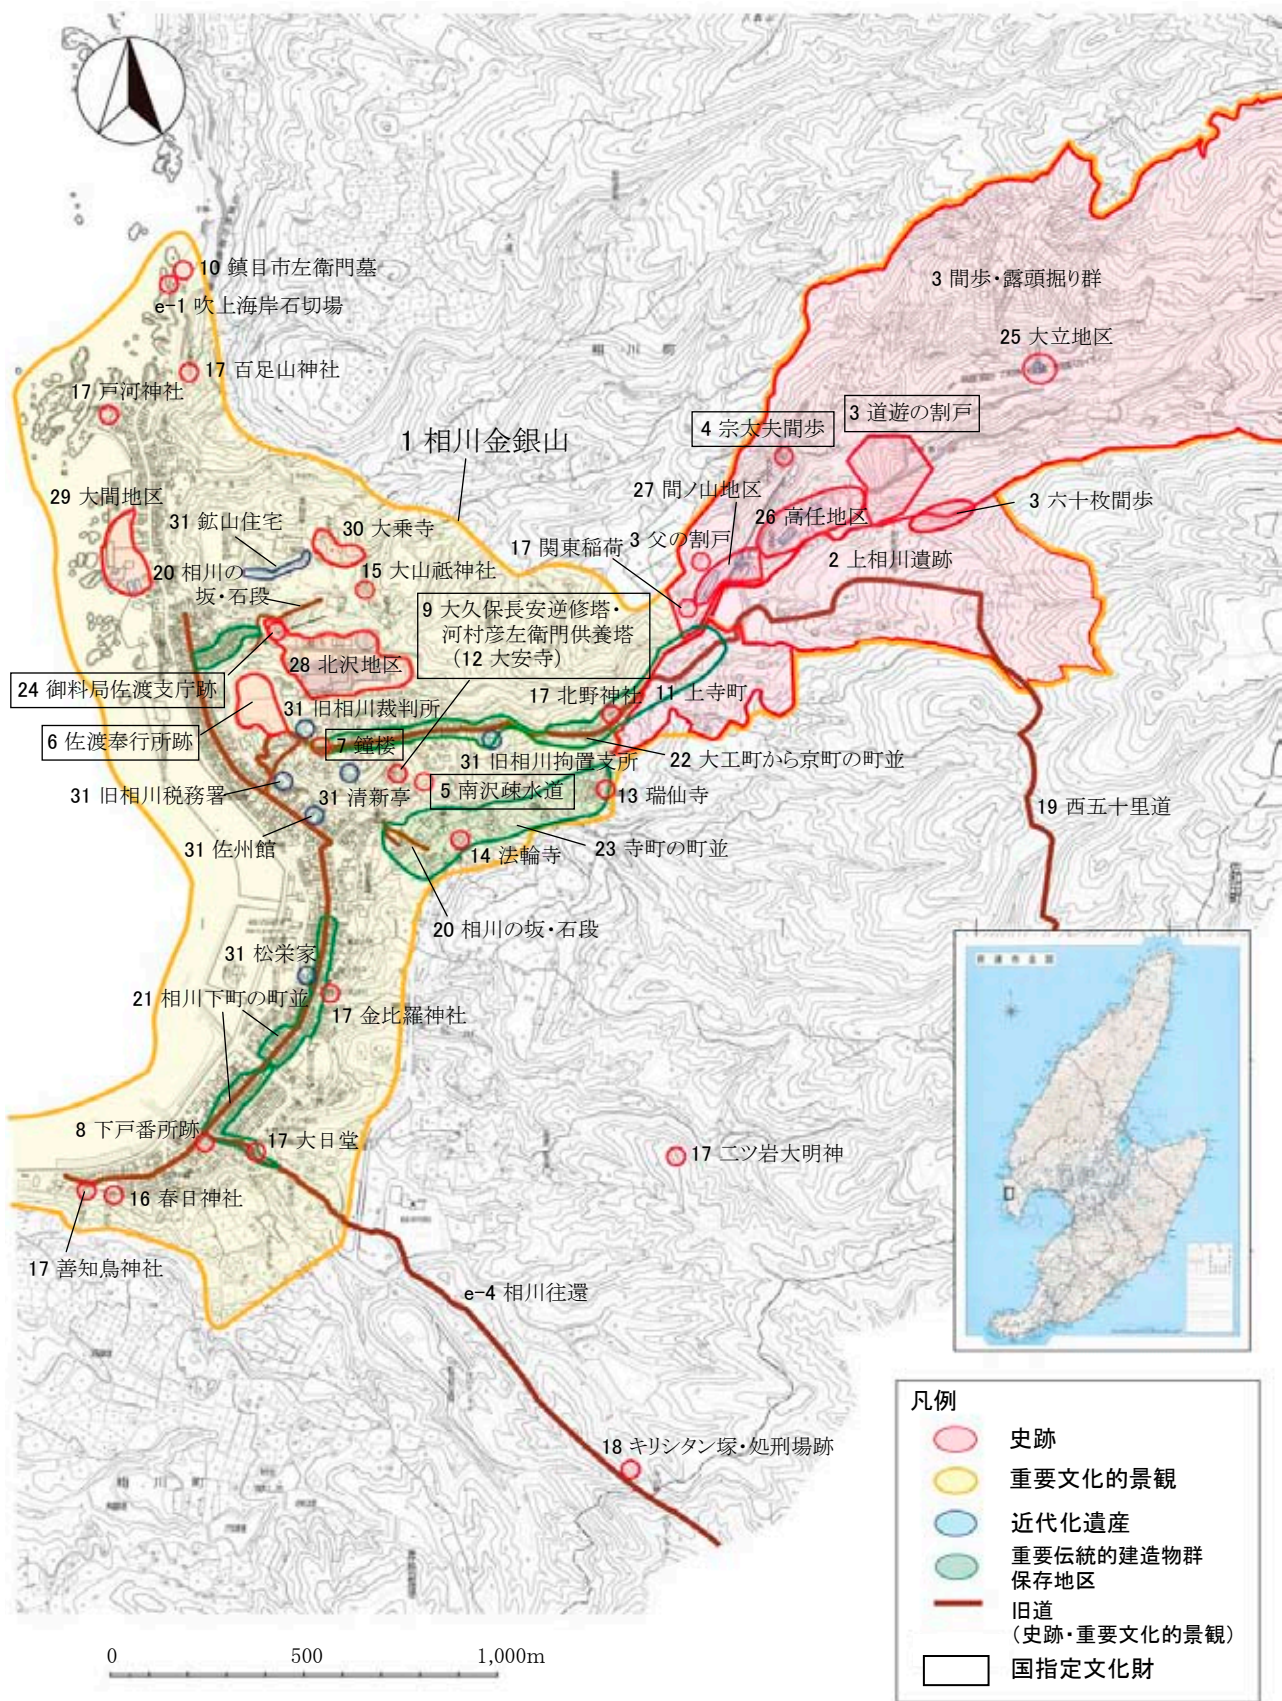 10 鎮目市左衛門墓
e-1 吹上海岸石切場
17 百足山神社
17 戸河神社
1 相川金銀山
3 間歩・露頭掘り群
25 大立地区
3 道遊の割戸
4 宗太夫間歩
27 間ノ山地区
26 高任地区
3 六十枚間歩
3 父の割戸
2 上相川遺跡
17 関東稲荷
29 大間地区
31 鉱山住宅
30 大乗寺
20 相川の
坂・石段
15 大山祗神社
9 大久保長安逆修塔・
河村彦左衛門供養塔
（12 大安寺）
28 北沢地区
24 御料局佐渡支庁跡
17 北野神社
11 上寺町
31 旧相川裁判所
6 佐渡奉行所跡
7 鐘楼
31 旧相川拘置支所
22 大工町から京町の町並
31 旧相川税務署
31 清新亭
5 南沢疎水道
13 瑞仙寺
19 西五十里道
31 佐州館
14 法輪寺
23 寺町の町並
20 相川の坂・石段
31 松栄家
21 相川下町の町並
17 金比羅神社
8 下戸番所跡
17 大日堂
17 二ツ岩大明神
16 春日神社
17 善知鳥神社
e-4 相川往還
18 キリシタン塚・処刑場跡
相川町
相川町
凡例
史跡
重要文化的景観
近代化遺産
重要伝統的建造物群
保存地区
旧道
（史跡・重要文化的景観）
国指定文化財
0 500 1,000m